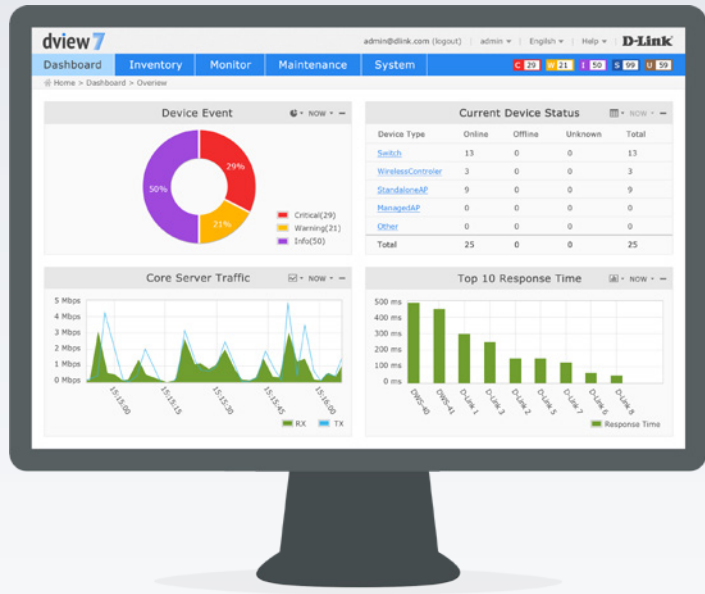 dview 7
admin@dlink.com (logout) | admin | English | Help | D-Link
Dashboard Inventory Monitor Maintenance System C 29 W 21 I 50 S 99 U 59
Home > Dashboard > Overiew
Device Event NOW
29%
50%
21%
Critical(29)
Warning(21)
Info(50)
Current Device Status NOW
Device Type Online Offline Unknown Total
Switch 13 0 0 13
WirelessControler 3 0 0 3
StandaloneAP 9 0 0 9
ManagedAP 0 0 0 0
Other 0 0 0 0
Total 25 0 0 25
Core Server Traffic NOW
5 Mbps
4 Mbps
3 Mbps
2 Mbps
1 Mbps
0 Mbps
15:15:00 15:15:15 15:15:30 15:15:45 15:16:00
RX TX
Top 10 Response Time NOW
500 ms
400 ms
300 ms
200 ms
100 ms
0 ms
DWS-40 DWS-41 D-Link 1 D-Link 3 D-Link 2 D-Link 5 D-Link 7 D-Link 6 D-Link 8
Response Time